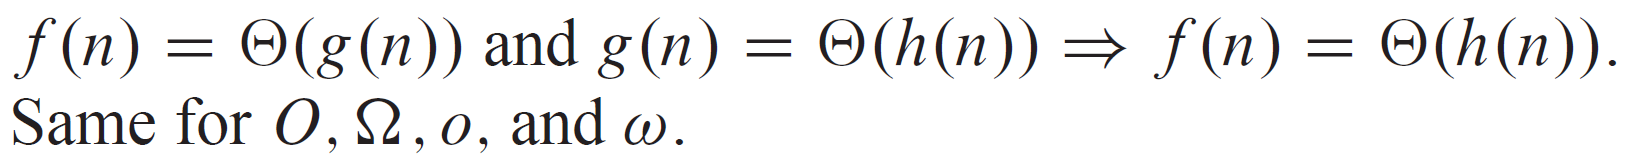 f(n) = Θ(g(n)) and g(n) = Θ(h(n)) ⇒ f(n) = Θ(h(n)).
Same for O, Ω, o, and ω.